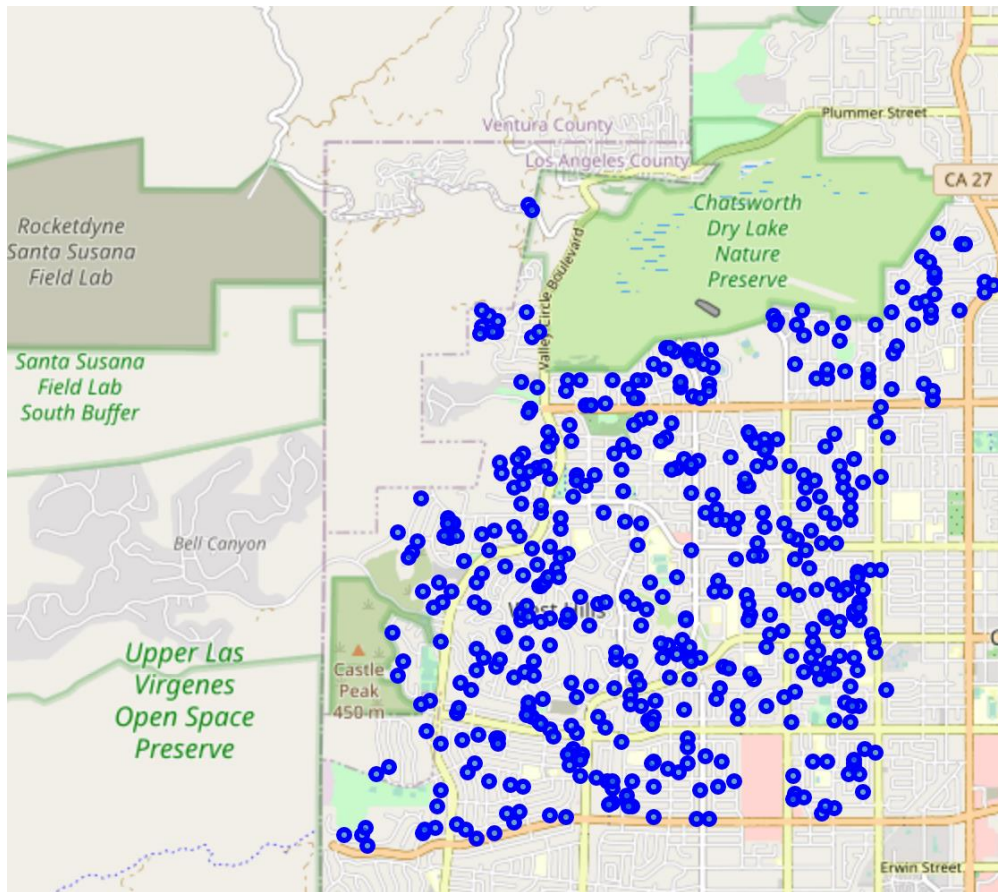 Plummer Street
Ventura County
Los Angeles County
CA 27
Chatsworth
Dry Lake
Nature
Preserve
Rocketdyne
Santa Susana
Field Lab
Valley Circle Boulevard
Santa Susana
Field Lab
South Buffer
Bell Canyon
West Hills
Upper Las
Virgenes
Open Space
Preserve
Castle
Peak
450 m
Erwin Street